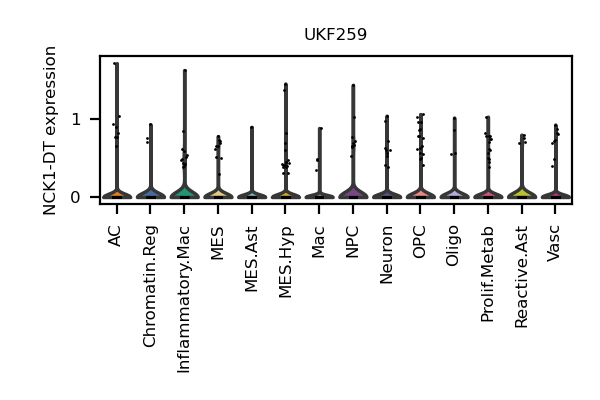 UKF259
NCK1-DT expression
1
0
AC
Chromatin.Reg
Inflammatory.Mac
MES
MES.Ast
MES.Hyp
Mac
NPC
Neuron
OPC
Oligo
Prolif.Metab
Reactive.Ast
Vasc